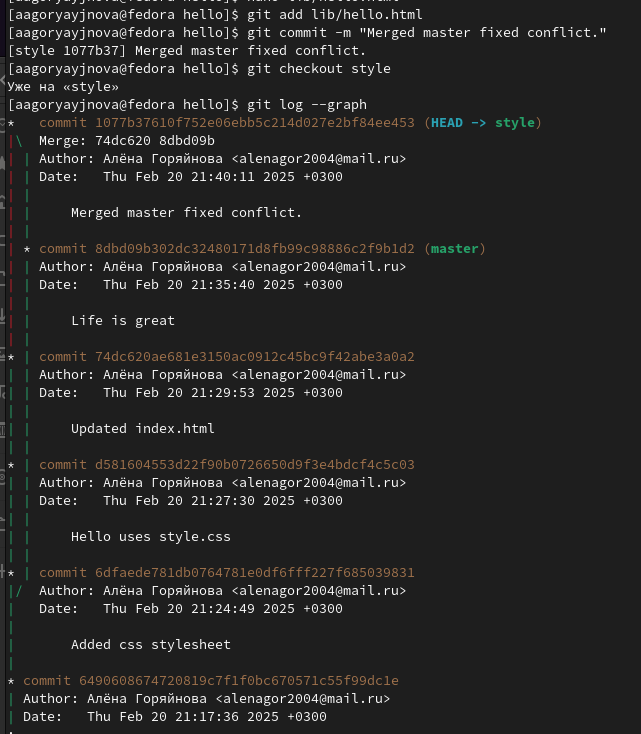 [aagoryayjnova@fedora hello]$ git add lib/hello.html
[aagoryayjnova@fedora hello]$ git commit -m "Merged master fixed conflict."
[style 1077b37] Merged master fixed conflict.
[aagoryayjnova@fedora hello]$ git checkout style
Уже на «style»
[aagoryayjnova@fedora hello]$ git log --graph
*   commit 1077b37610f752e06ebb5c214d027e2bf84ee453 (HEAD -> style)
|\  Merge: 74dc620 8dbd09b
| | Author: Алёна Горяйнова <alenagor2004@mail.ru>
| | Date:   Thu Feb 20 21:40:11 2025 +0300
| |
| |     Merged master fixed conflict.
| |
| * commit 8dbd09b302dc32480171d8fb99c98886c2f9b1d2 (master)
| | Author: Алёна Горяйнова <alenagor2004@mail.ru>
| | Date:   Thu Feb 20 21:35:40 2025 +0300
| |
| |     Life is great
| |
* | commit 74dc620ae681e3150ac0912c45bc9f42abe3a0a2
| | Author: Алёна Горяйнова <alenagor2004@mail.ru>
| | Date:   Thu Feb 20 21:29:53 2025 +0300
| |
| |     Updated index.html
| |
* | commit d581604553d22f90b0726650d9f3e4bdcf4c5c03
| | Author: Алёна Горяйнова <alenagor2004@mail.ru>
| | Date:   Thu Feb 20 21:27:30 2025 +0300
| |
| |     Hello uses style.css
| |
* | commit 6dfaede781db0764781e0df6fff227f685039831
|/  Author: Алёна Горяйнова <alenagor2004@mail.ru>
|   Date:   Thu Feb 20 21:24:49 2025 +0300
|
|       Added css stylesheet
|
* commit 6490608674720819c7f1f0bc670571c55f99dc1e
| Author: Алёна Горяйнова <alenagor2004@mail.ru>
| Date:   Thu Feb 20 21:17:36 2025 +0300